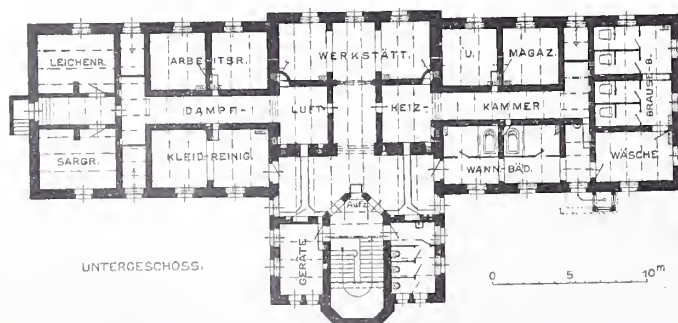 LEICHENR.
ARBEITSR.
WERKSTÄTT.
U.
MAGAZ.
BRAUSE-B.
DAMPF-
LUFT
HEIZ-
KAMMER
SARGR.
KLEID-REINIG.
WANN-BÄD.
WÄSCHE
Aufz.
GERÄTE
UNTERGESCHOSS.
0 5 10 m